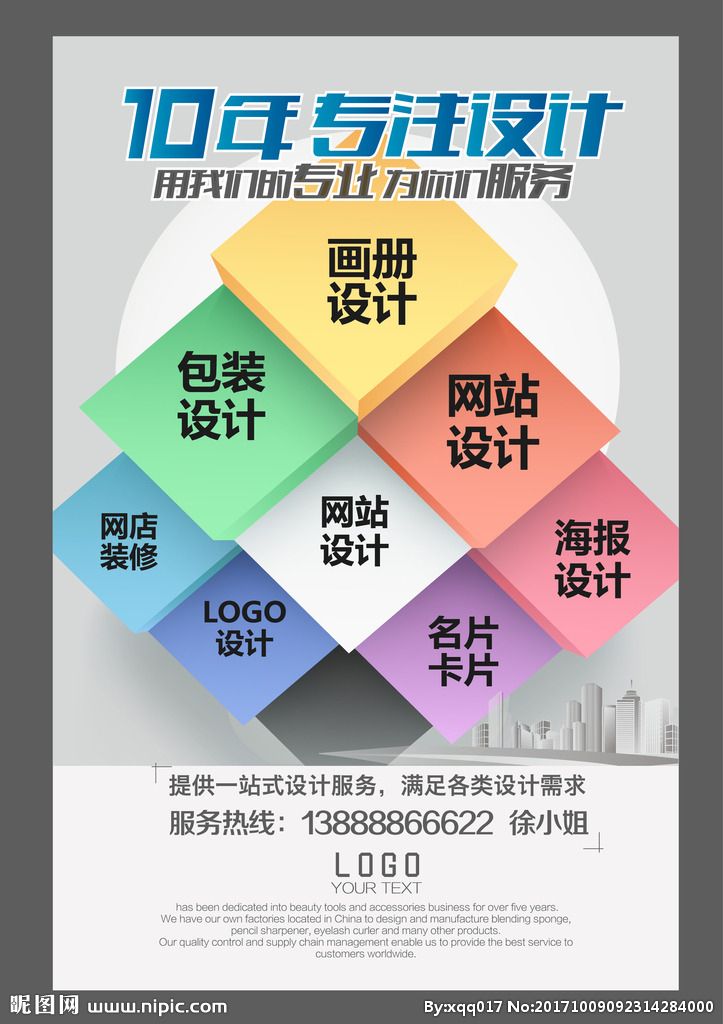 10年专注设计
用我们的专业 为你们服务
画册
设计
包装
设计
网站
设计
网店
装修
网站
设计
海报
设计
LOGO
设计
名片
卡片
提供一站式设计服务，满足各类设计需求
服务热线：13888866622 徐小姐
LOGO
YOUR TEXT
has been dedicated into beauty tools and accessories business for over five years.
We have our own factories located in China to design and manufacture blending sponge,
pencil sharpener, eyelash curler and many other products.
Our quality control and supply chain management enable us to provide the best service to
customers worldwide.
昵图网 www.nipic.com
By:xqq017 No:20171009092314284000